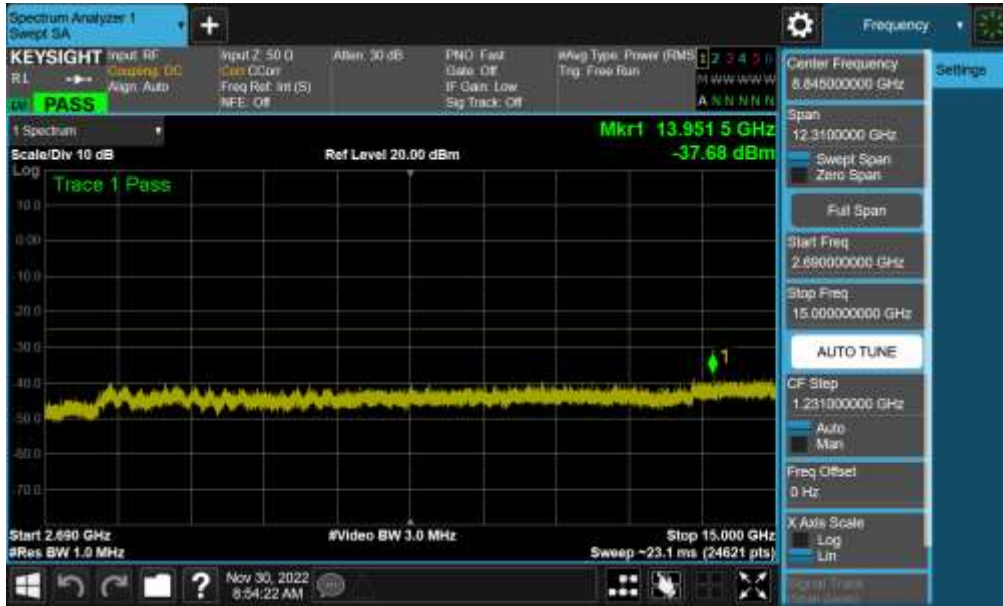 Spectrum Analyzer 1
Swept SA
Frequency
KEYSIGHT
RL
PASS
Input: RF
Coupling: DC
Align: Auto
Input Z: 50 Ω
Corr CCorr
Freq Ref: Int (S)
NFE: Off
Atten: 30 dB
PNO: Fast
Gate: Off
IF Gain: Low
Sig Track: Off
#Avg Type: Power (RMS
Trig: Free Run
1 2 3 4 5 6
M W W W W W
A N N N N N
1 Spectrum
Scale/Div 10 dB
Ref Level 20.00 dBm
Mkr1 13.951 5 GHz
-37.68 dBm
Log
Trace 1 Pass
10.0
0.00
-10.0
-20.0
-30.0
-40.0
-50.0
-60.0
-70.0
1
Start 2.690 GHz
#Res BW 1.0 MHz
#Video BW 3.0 MHz
Stop 15.000 GHz
Sweep ~23.1 ms (24621 pts)
?
Nov 30, 2022
8:54:22 AM
Center Frequency
8.845000000 GHz
Span
12.3100000 GHz
Swept Span
Zero Span
Full Span
Start Freq
2.690000000 GHz
Stop Freq
15.000000000 GHz
AUTO TUNE
CF Step
1.231000000 GHz
Auto
Man
Freq Offset
0 Hz
X Axis Scale
Log
Lin
Signal Track
Settings